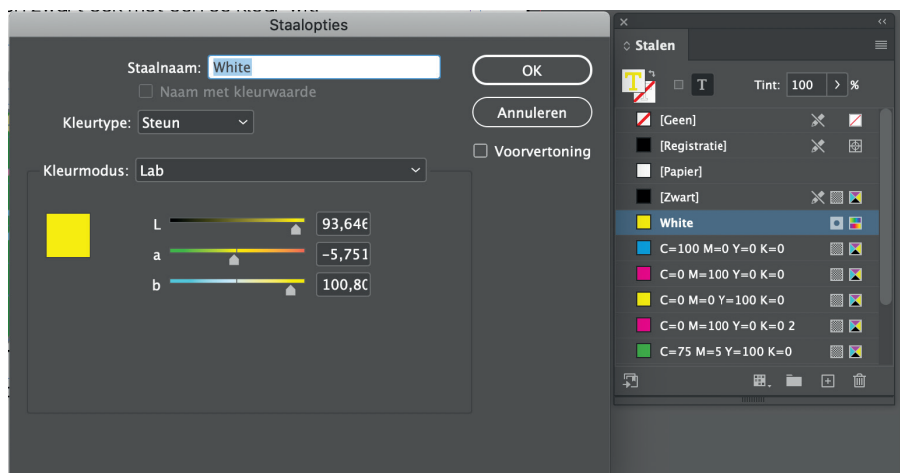 Staalopties
Staalnaam: White
Naam met kleurwaarde
Kleurtype: Steun
Kleurmodus: Lab
L 93,646
a -5,751
b 100,80
OK
Annuleren
Voorvertoning
Stalen
T T Tint: 100 %
[Geen]
[Registratie]
[Papier]
[Zwart]
White
C=100 M=0 Y=0 K=0
C=0 M=100 Y=0 K=0
C=0 M=0 Y=100 K=0
C=0 M=100 Y=0 K=0 2
C=75 M=5 Y=100 K=0